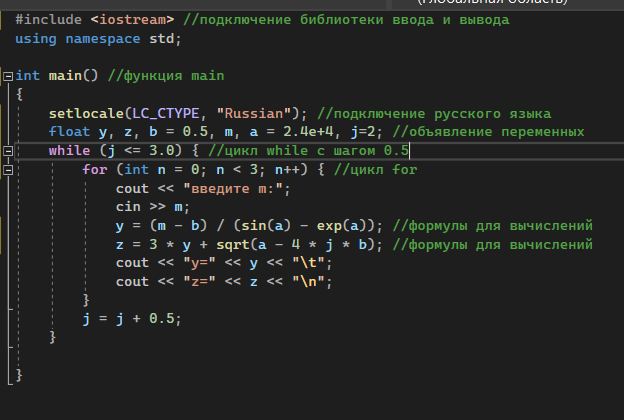 (Глобальная область)
#include <iostream> //подключение библиотеки ввода и вывода
using namespace std;
int main() //функция main
{
setlocale(LC_CTYPE, "Russian"); //подключение русского языка
float y, z, b = 0.5, m, a = 2.4e+4, j=2; //объявление переменных
while (j <= 3.0) { //цикл while с шагом 0.5
for (int n = 0; n < 3; n++) { //цикл for
cout << "введите m:";
cin >> m;
y = (m - b) / (sin(a) - exp(a)); //формулы для вычислений
z = 3 * y + sqrt(a - 4 * j * b); //формулы для вычислений
cout << "y=" << y << "\t";
cout << "z=" << z << "\n";
}
j = j + 0.5;
}
}